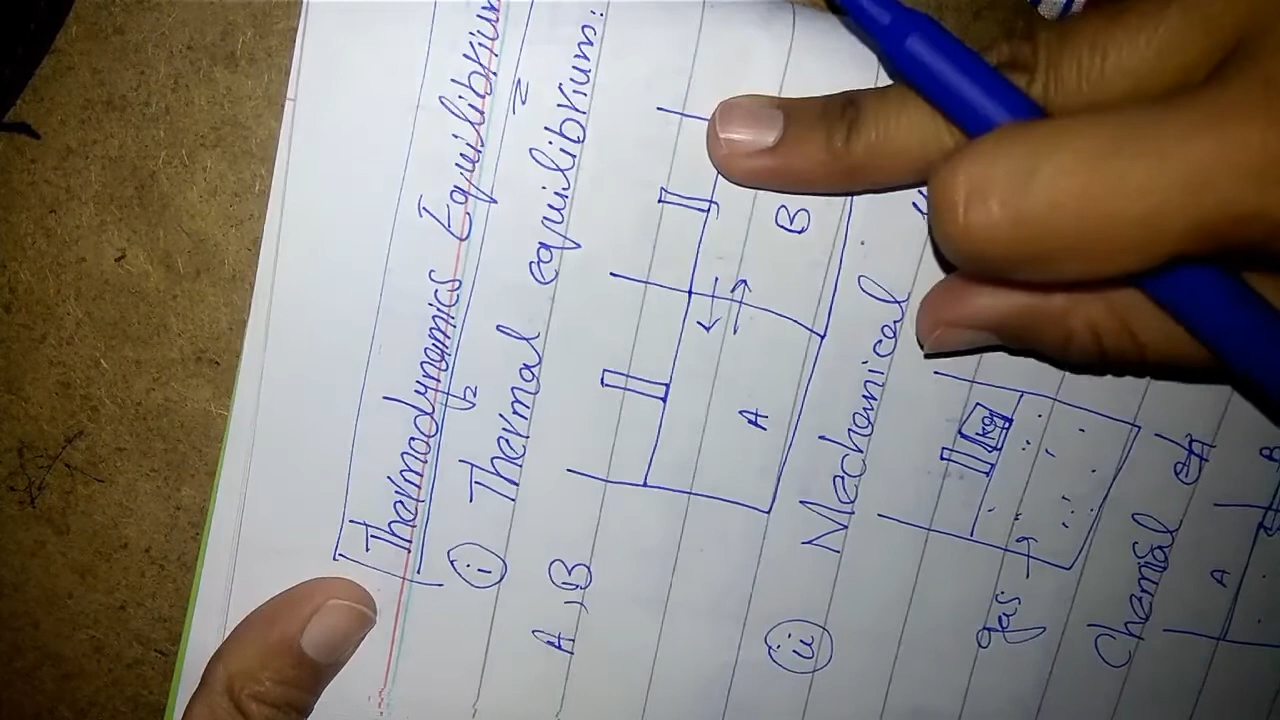 Thermodynamics Equilibrium
(i) Thermal equilibrium:
A, B
A B
(ii) Mechanical "
kg
gas →
Chemical
A B